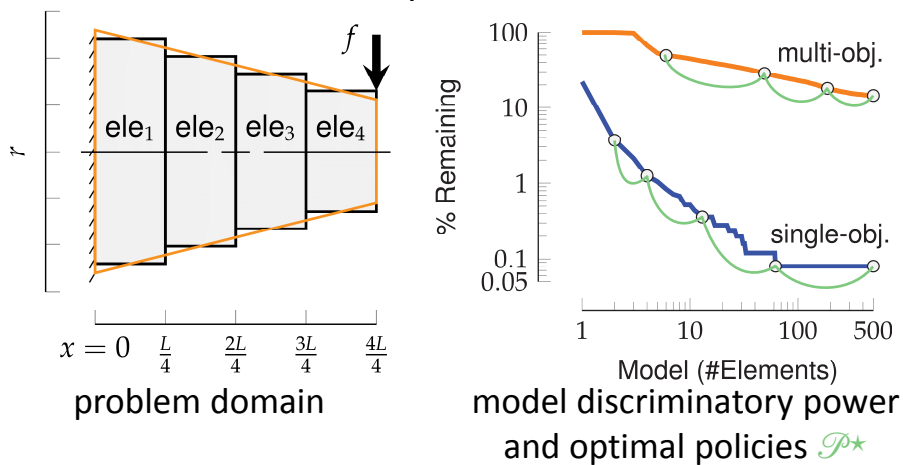 f
r
ele₁ ele₂ ele₃ ele₄
x = 0 L/4 2L/4 3L/4 4L/4
problem domain
% Remaining
100
10
1
0.1
0.05
multi-obj.
single-obj.
1 10 100 500
Model (#Elements)
model discriminatory power
and optimal policies 𝒫⋆